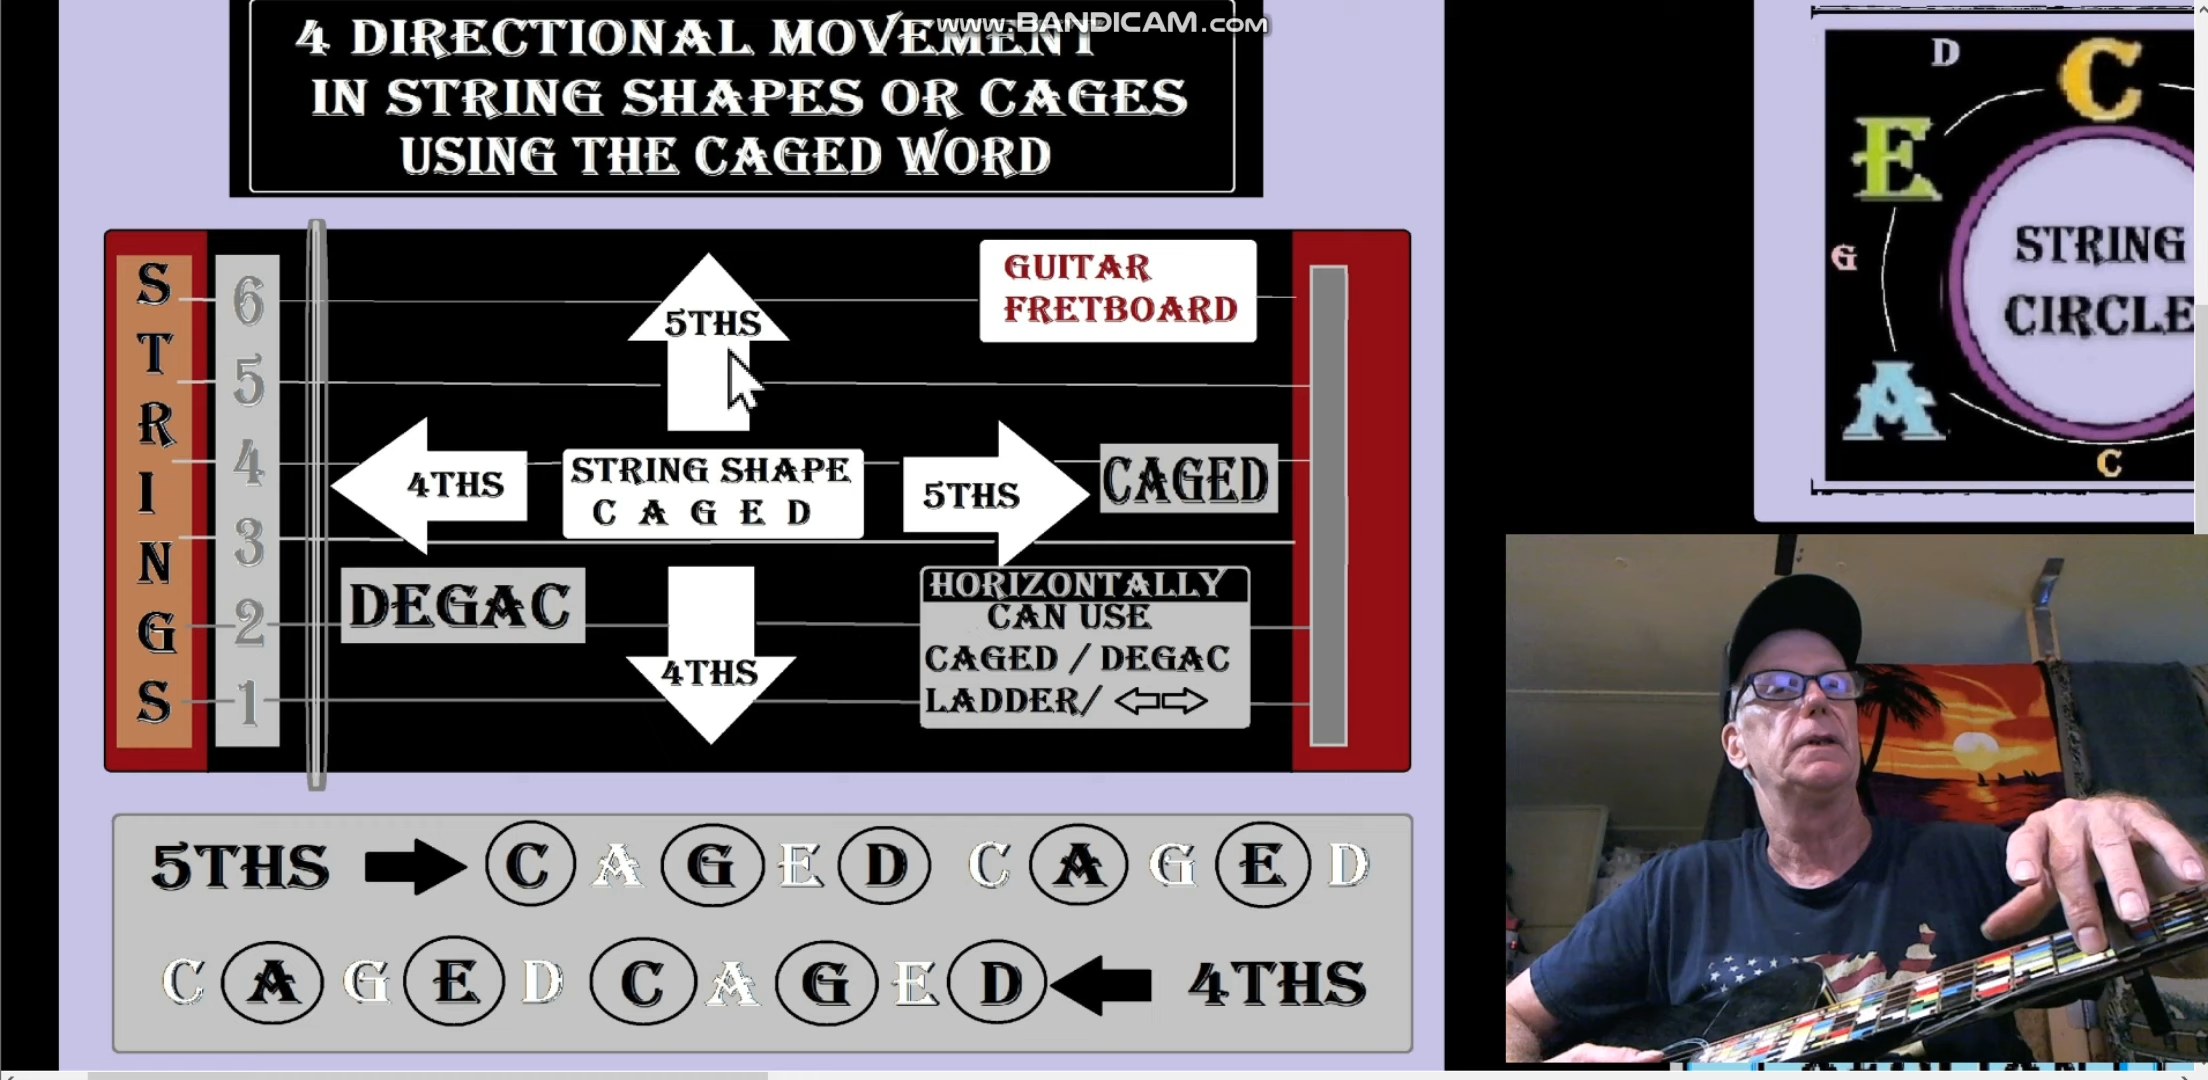 www.BANDICAM.com
4 DIRECTIONAL MOVEMENT
IN STRING SHAPES OR CAGES
USING THE CAGED WORD
STRINGS
6
5
4
3
2
1
5THS
GUITAR
FRETBOARD
4THS
STRING SHAPE
C A G E D
5THS
CAGED
DEGAC
4THS
HORIZONTALLY
CAN USE
CAGED / DEGAC
LADDER/
5THS C A G E D C A G E D
C A G E D C A G E D 4THS
D
C
E
G
A
C
STRING
CIRCLE